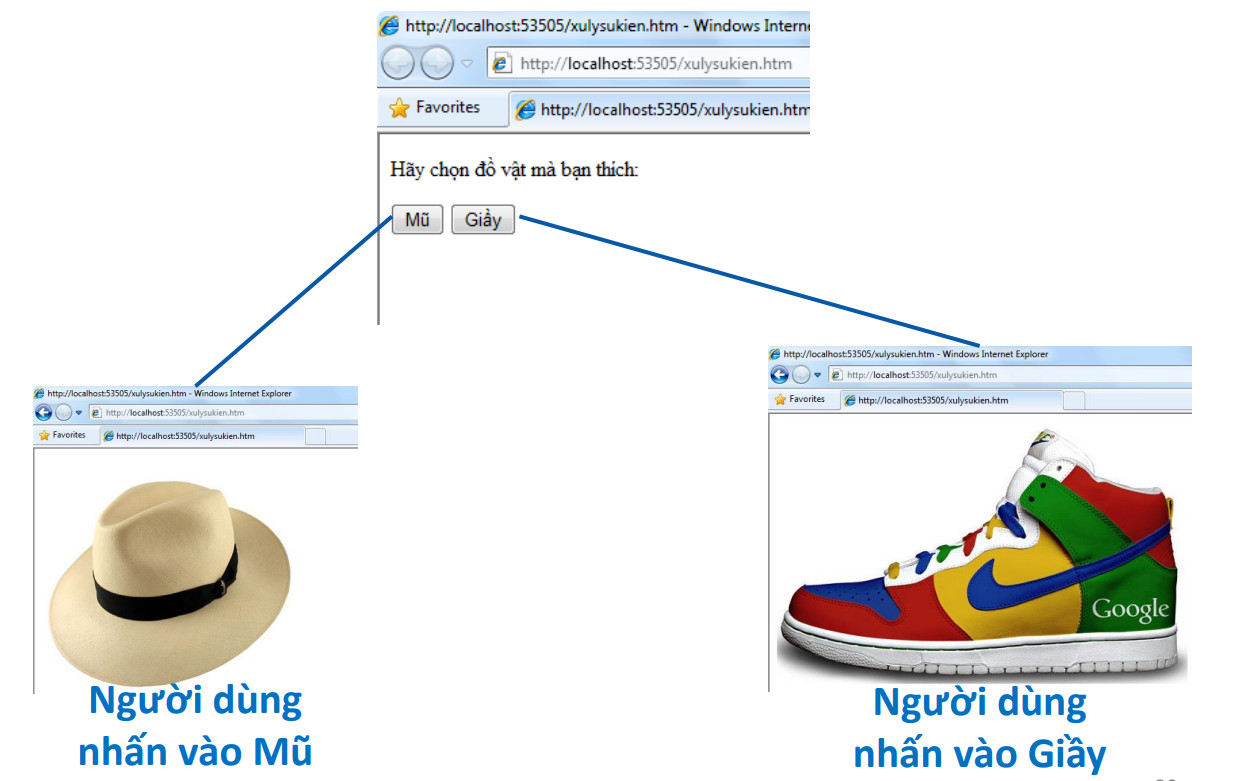 http://localhost:53505/xulysukien.htm - Windows Intern
http://localhost:53505/xulysukien.htm
Favorites
http://localhost:53505/xulysukien.htm
Hãy chọn đồ vật mà bạn thích:
Mũ Giầy
http://localhost:53505/xulysukien.htm - Windows Internet Explorer
http://localhost:53505/xulysukien.htm
Favorites http://localhost:53505/xulysukien.htm
Người dùng
nhấn vào Mũ
http://localhost:53505/xulysukien.htm - Windows Internet Explorer
http://localhost:53505/xulysukien.htm
Favorites http://localhost:53505/xulysukien.htm
Google
Người dùng
nhấn vào Giầy